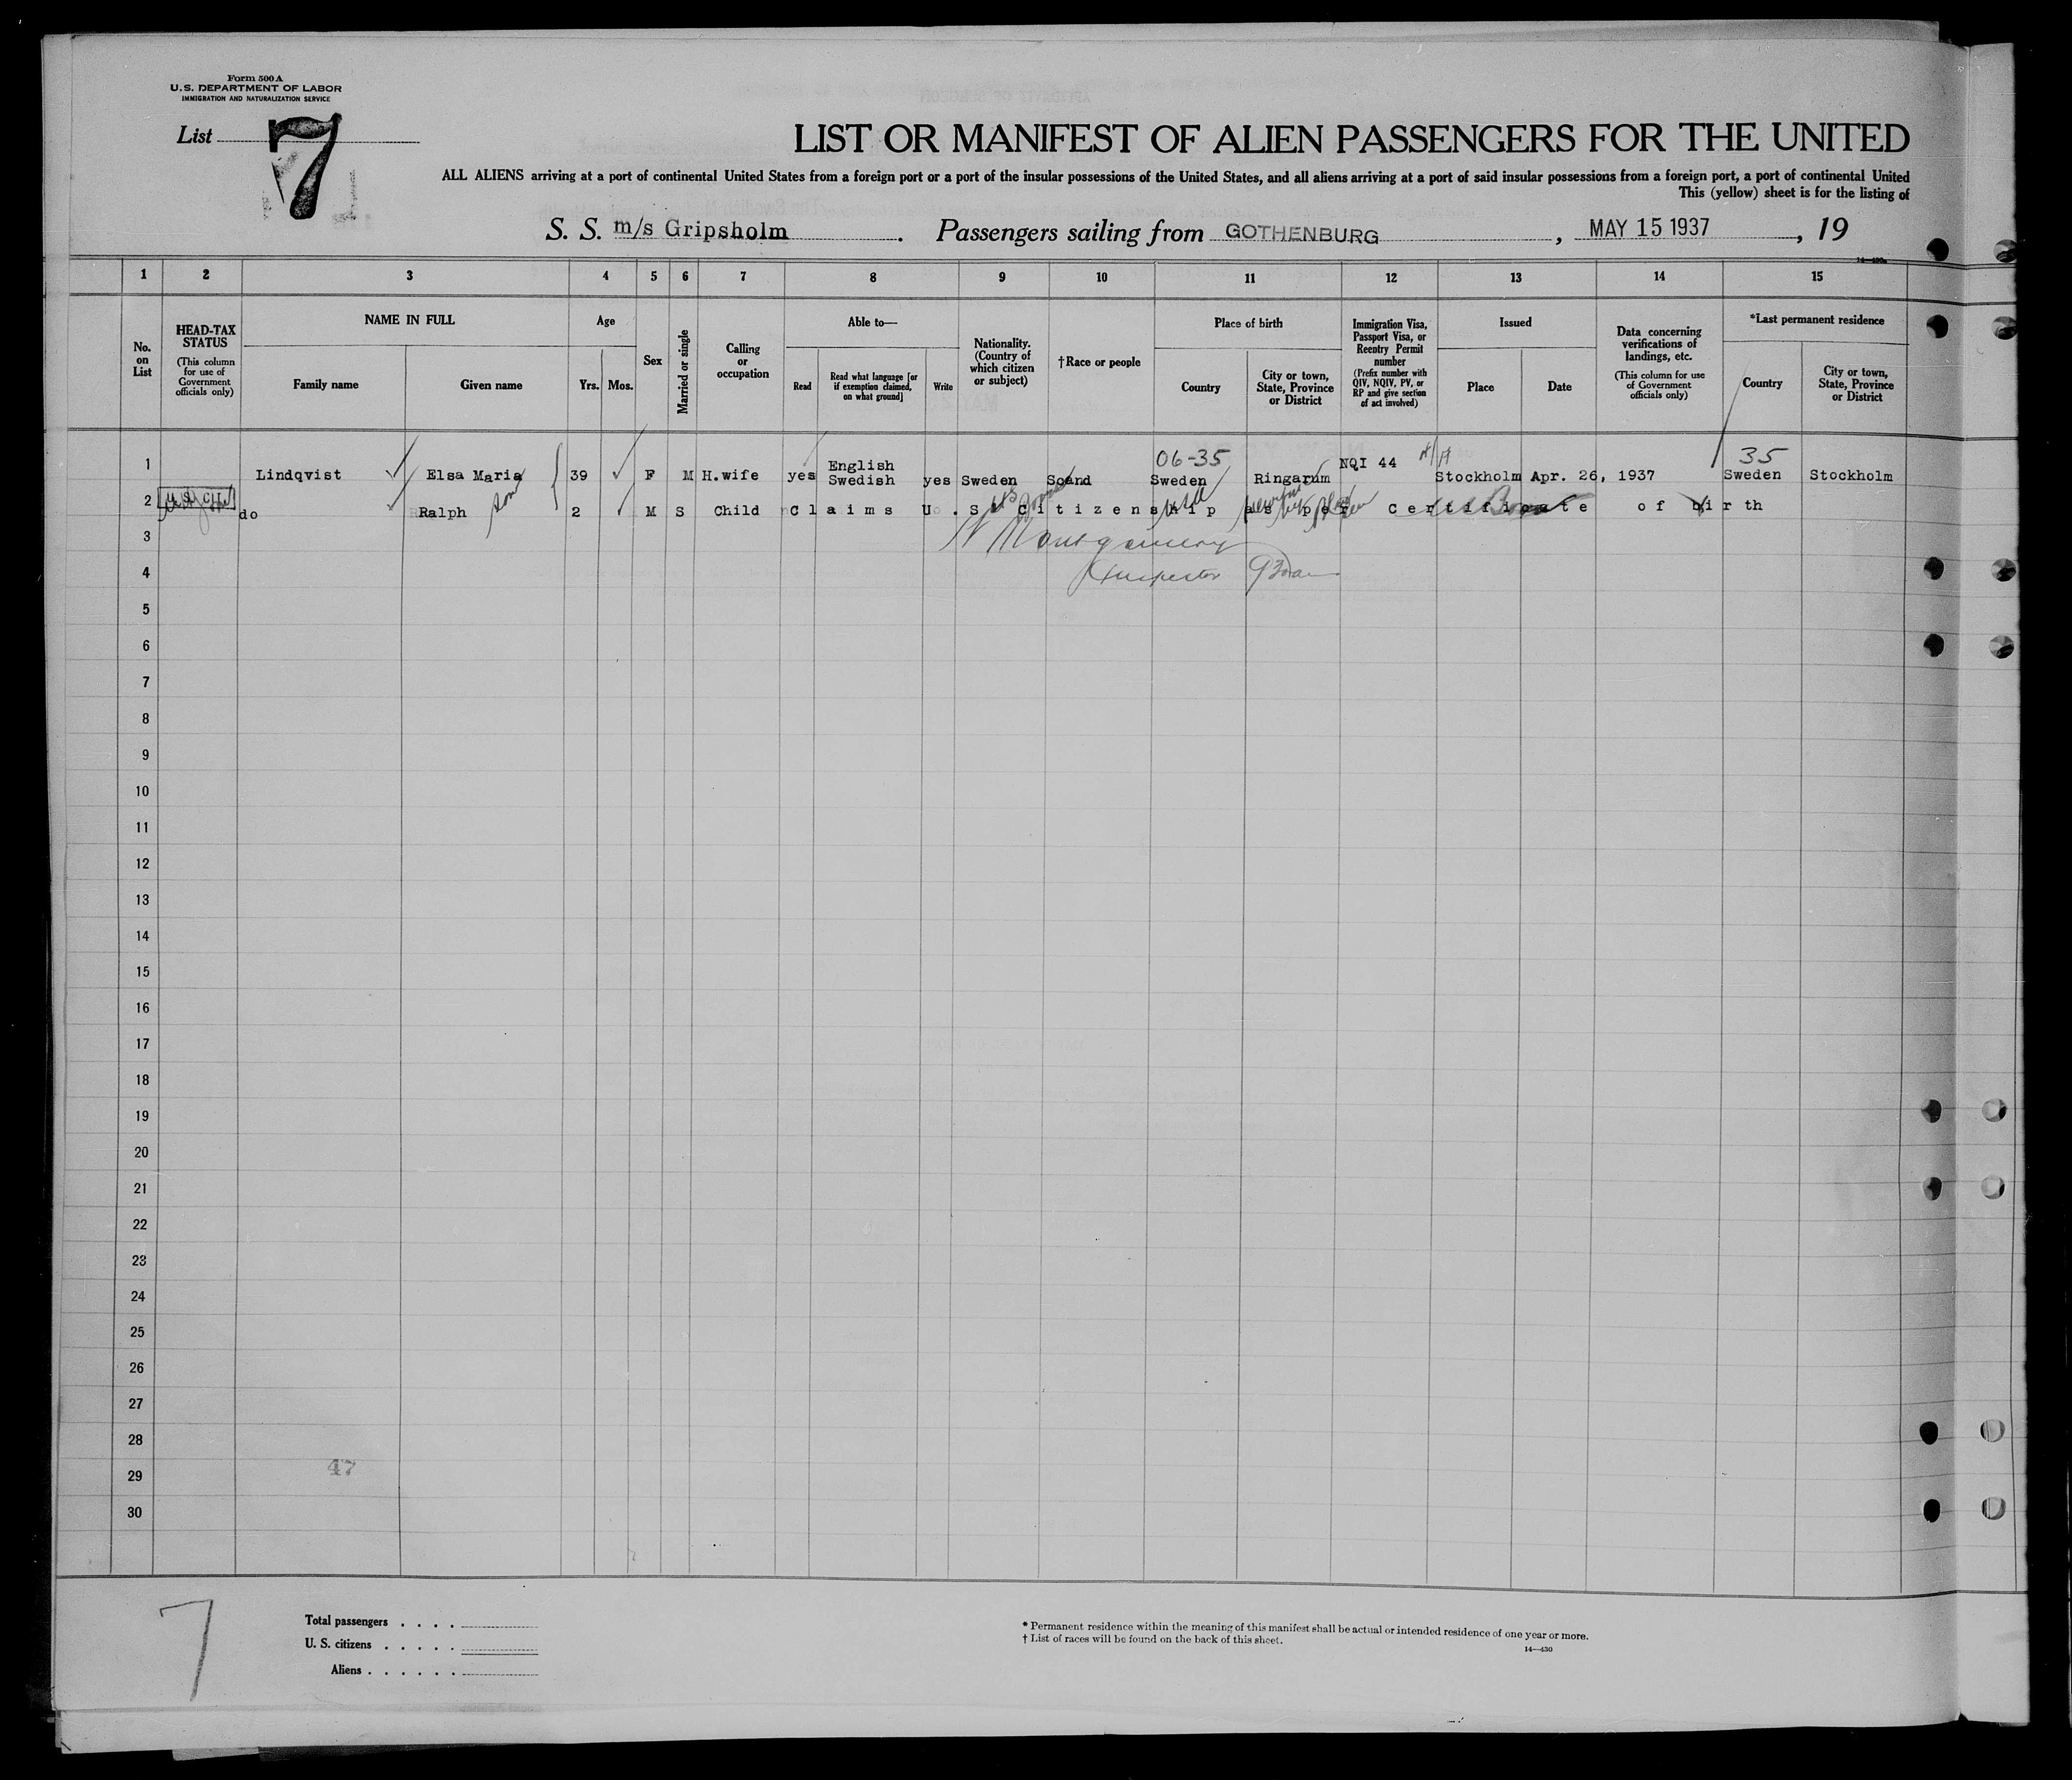 Form 500 A
U.S. DEPARTMENT OF LABOR
IMMIGRATION AND NATURALIZATION SERVICE
List 7
LIST OR MANIFEST OF ALIEN PASSENGERS FOR THE UNITED
ALL ALIENS arriving at a port of continental United States from a foreign port or a port of the insular possessions of the United States, and all aliens arriving at a port of said insular possessions from a foreign port, a port of continental United
This (yellow) sheet is for the listing of
S. S. m/s Gripsholm . Passengers sailing from GOTHENBURG , MAY 15 1937 , 19
14—430a
1 2 3 4 5 6 7 8 9 10 11 12 13 14 15
No. on List
HEAD-TAX STATUS (This column for use of Government officials only)
NAME IN FULL
Family name Given name
Age
Yrs. Mos.
Sex
Married or single
Calling or occupation
Able to—
Read Read what language [or if exemption claimed, on what ground] Write
Nationality. (Country of which citizen or subject)
†Race or people
Place of birth
Country City or town, State, Province or District
Immigration Visa, Passport Visa, or Reentry Permit number (Prefix number with QIV, NQIV, PV, or RP and give section of act involved)
Issued
Place Date
Data concerning verifications of landings, etc. (This column for use of Government officials only)
*Last permanent residence
Country City or town, State, Province or District
06-35 35
1 Lindqvist Elsa Maria 39 F M H.wife yes English Swedish yes Sweden Scand Sweden Ringarum NQI 44 Stockholm Apr. 26, 1937 Sweden Stockholm
2 U.S. CIT. do Ralph son 2 M S Child Claims U.S. Citizenship as per Certificate of birth
3 Montgomery
4 Inspector
5
6
7
8
9
10
11
12
13
14
15
16
17
18
19
20
21
22
23
24
25
26
27
28
29 47
30
7
Total passengers . . . .
U. S. citizens . . . . .
Aliens . . . . . .
* Permanent residence within the meaning of this manifest shall be actual or intended residence of one year or more.
† List of races will be found on the back of this sheet.
14—430